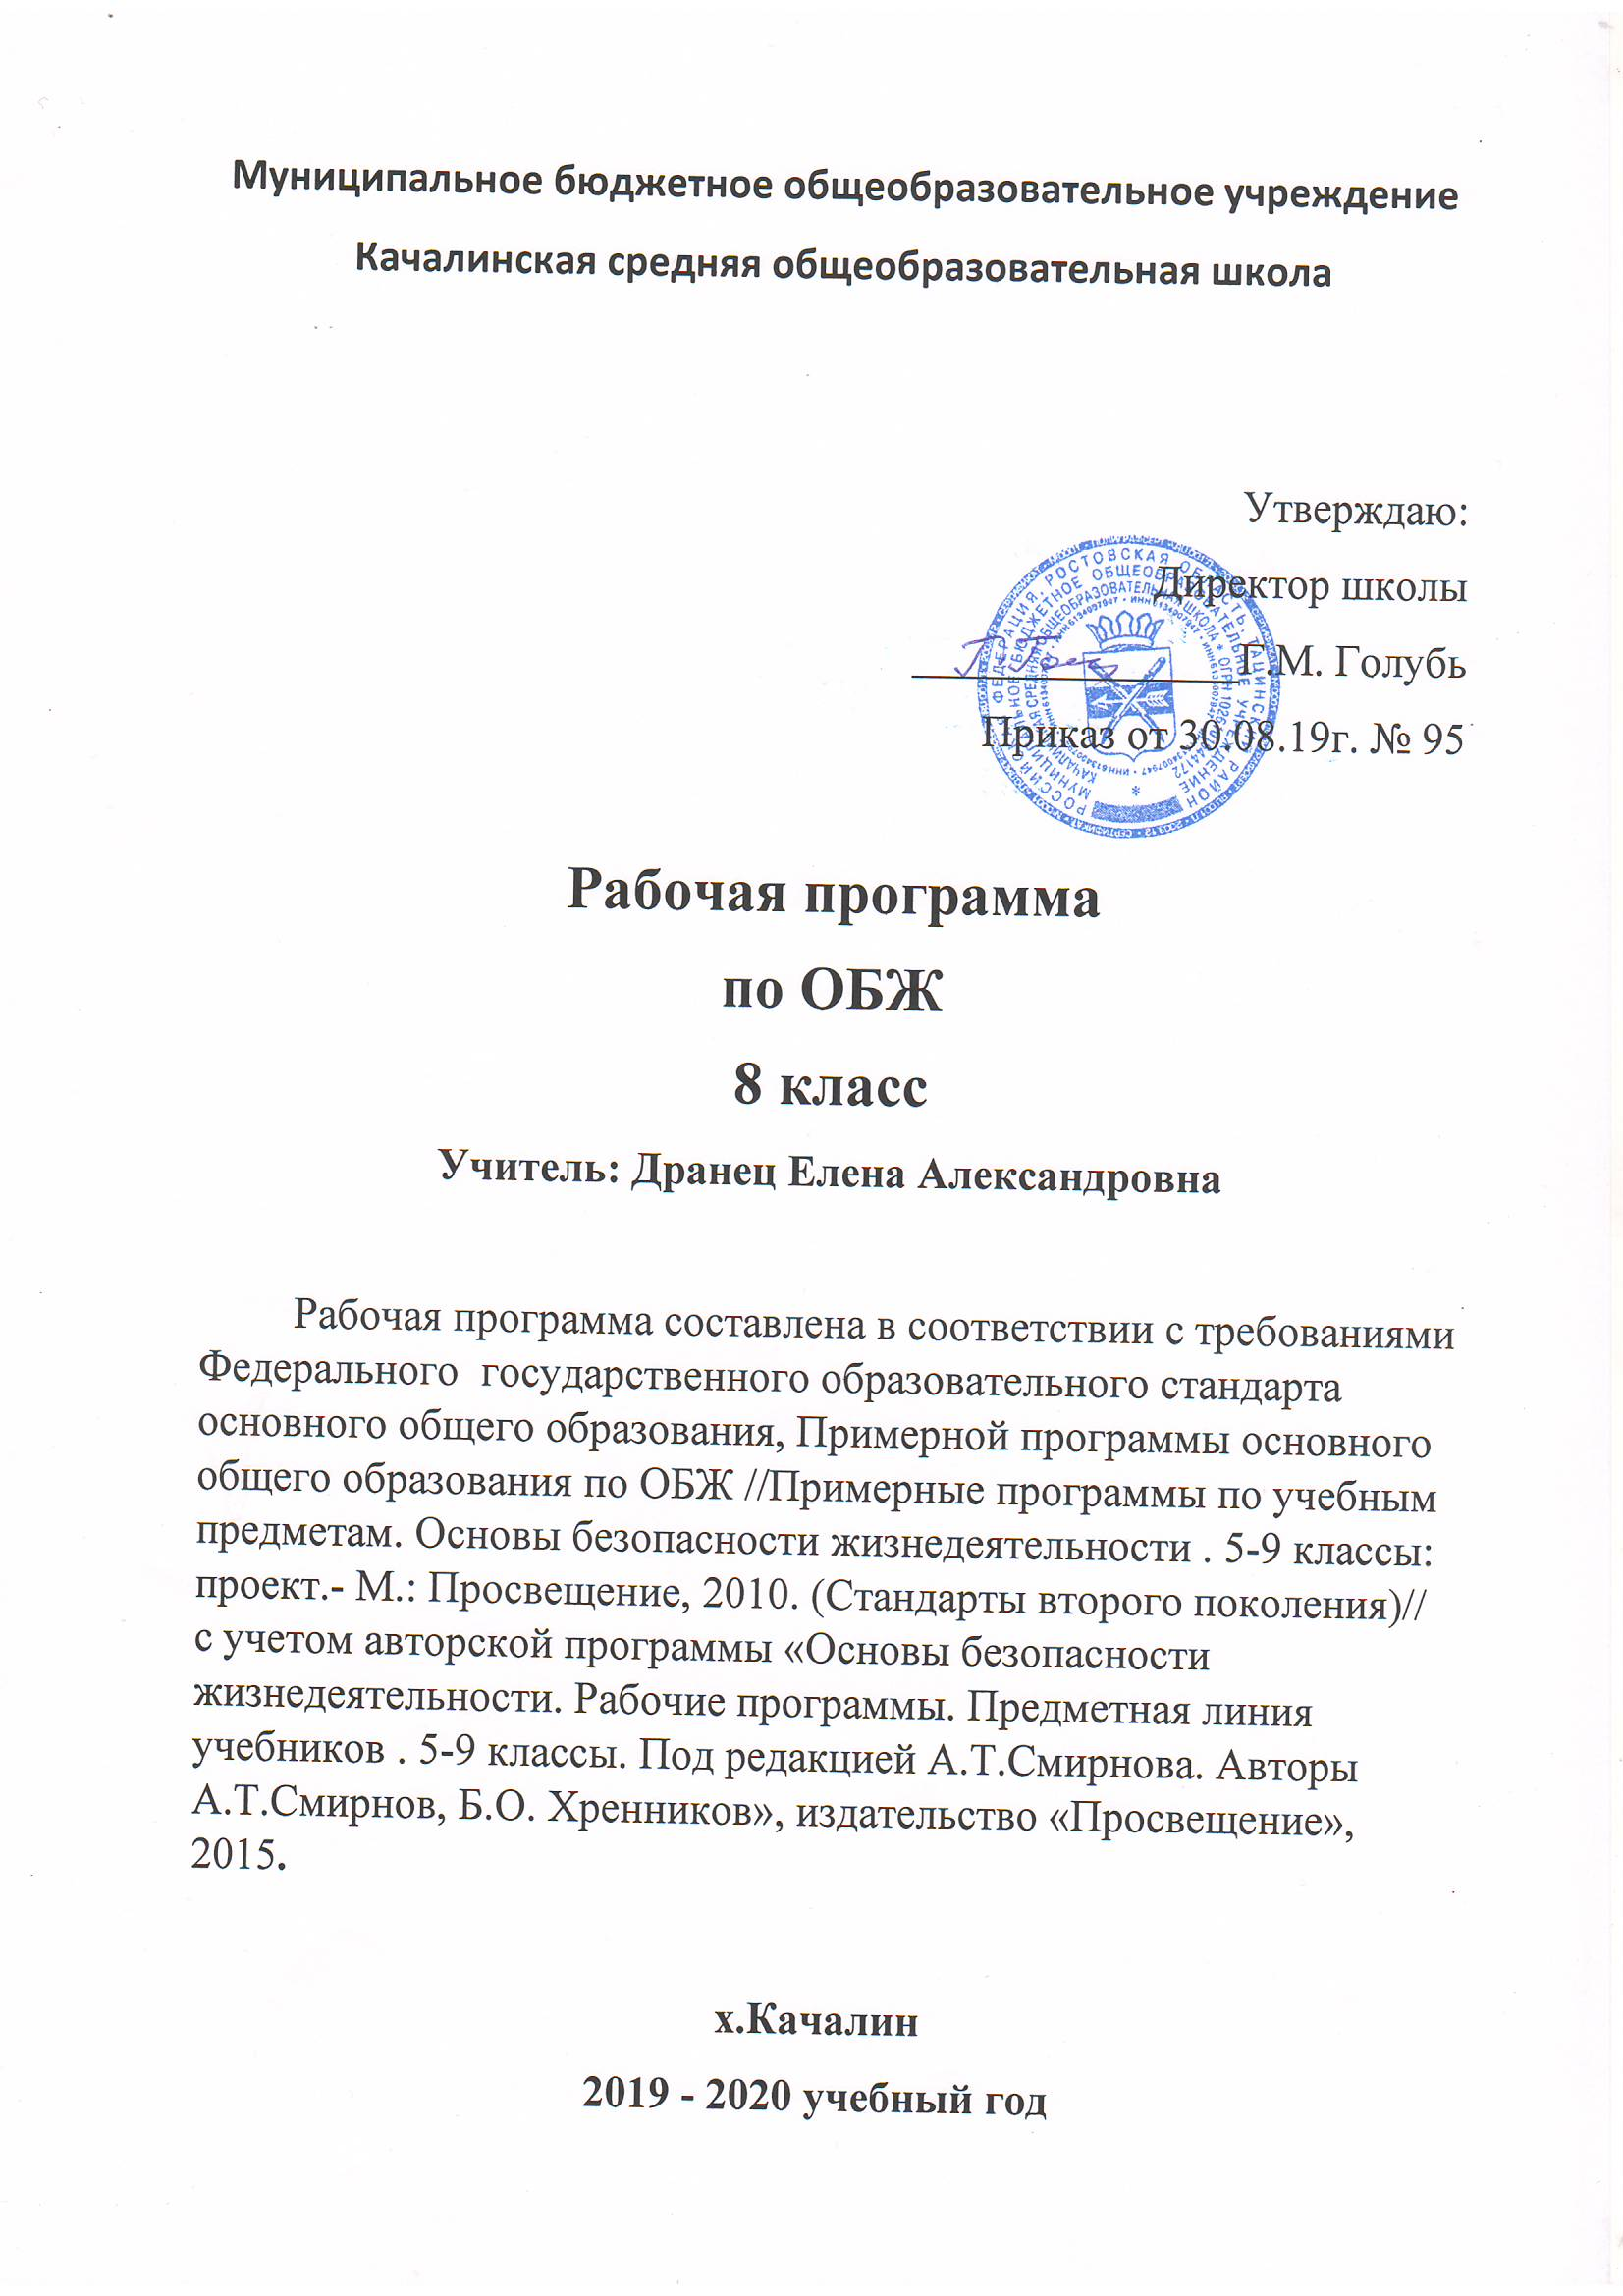 Муниципальное бюджетное общеобразовательное учреждение
Качалинская средняя общеобразовательная школа
Утверждаю:
Директор школы
Г.М. Голубь
Приказ от 30.08.19г. № 95
РОСТОВСКАЯ ОБЛАСТЬ, ТАЦИНСКИЙ РАЙОН
Рабочая программа
по ОБЖ
8 класс
Учитель: Дранец Елена Александровна
Рабочая программа составлена в соответствии с требованиями
Федерального государственного образовательного стандарта
основного общего образования, Примерной программы основного
общего образования по ОБЖ //Примерные программы по учебным
предметам. Основы безопасности жизнедеятельности . 5-9 классы:
проект.- М.: Просвещение, 2010. (Стандарты второго поколения)//
с учетом авторской программы «Основы безопасности
жизнедеятельности. Рабочие программы. Предметная линия
учебников . 5-9 классы. Под редакцией А.Т.Смирнова. Авторы
А.Т.Смирнов, Б.О. Хренников», издательство «Просвещение»,
2015.
х.Качалин
2019 - 2020 учебный год